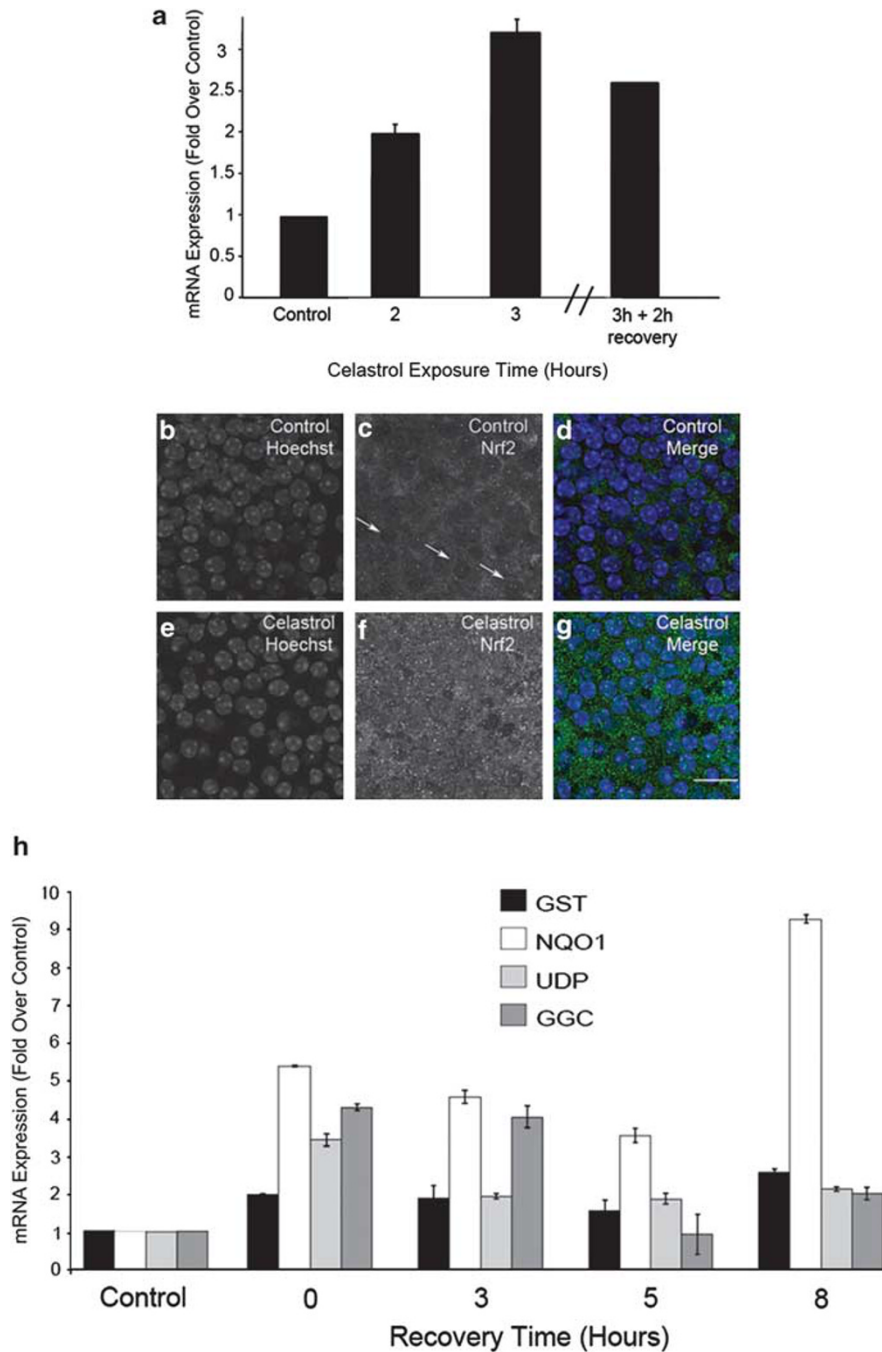 a
mRNA Expression (Fold Over Control)
3
2.5
2
1.5
1
0.5
0
Control
2
3
3h + 2h
recovery
Celastrol Exposure Time (Hours)
b
Control
Hoechst
c
Control
Nrf2
d
Control
Merge
e
Celastrol
Hoechst
f
Celastrol
Nrf2
g
Celastrol
Merge
h
mRNA Expression (Fold Over Control)
10
9
8
7
6
5
4
3
2
1
0
GST
NQO1
UDP
GGC
Control
0
3
5
8
Recovery Time (Hours)